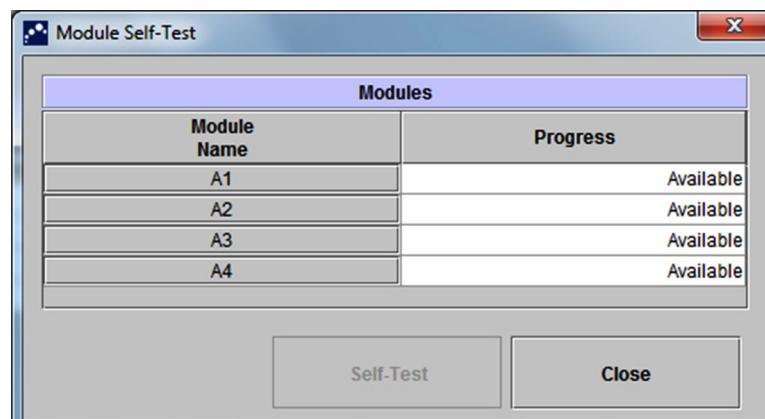 Module Self-Test
Modules
Module
Name
Progress
A1 Available
A2 Available
A3 Available
A4 Available
Self-Test Close